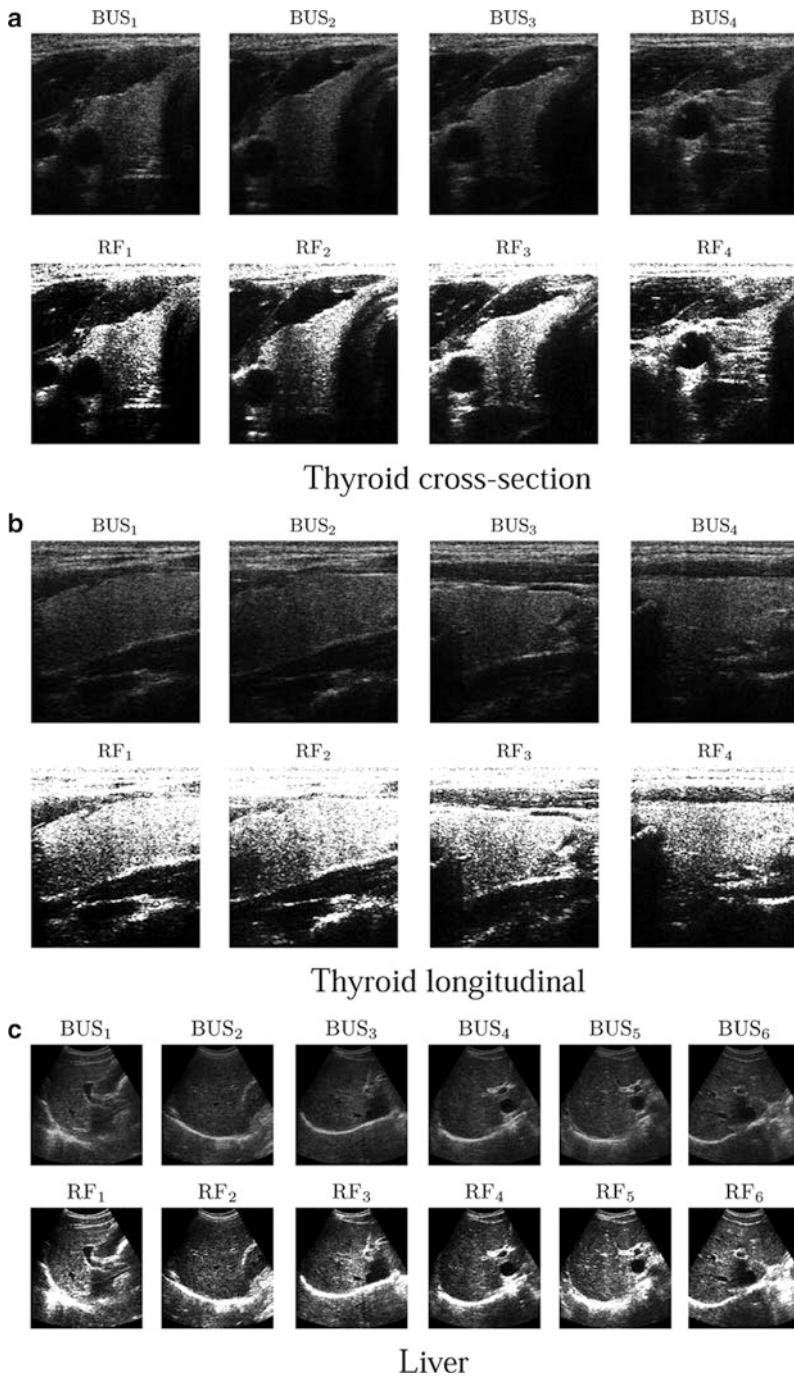 a
BUS₁ BUS₂ BUS₃ BUS₄
RF₁ RF₂ RF₃ RF₄
Thyroid cross-section
b
BUS₁ BUS₂ BUS₃ BUS₄
RF₁ RF₂ RF₃ RF₄
Thyroid longitudinal
c
BUS₁ BUS₂ BUS₃ BUS₄ BUS₅ BUS₆
RF₁ RF₂ RF₃ RF₄ RF₅ RF₆
Liver